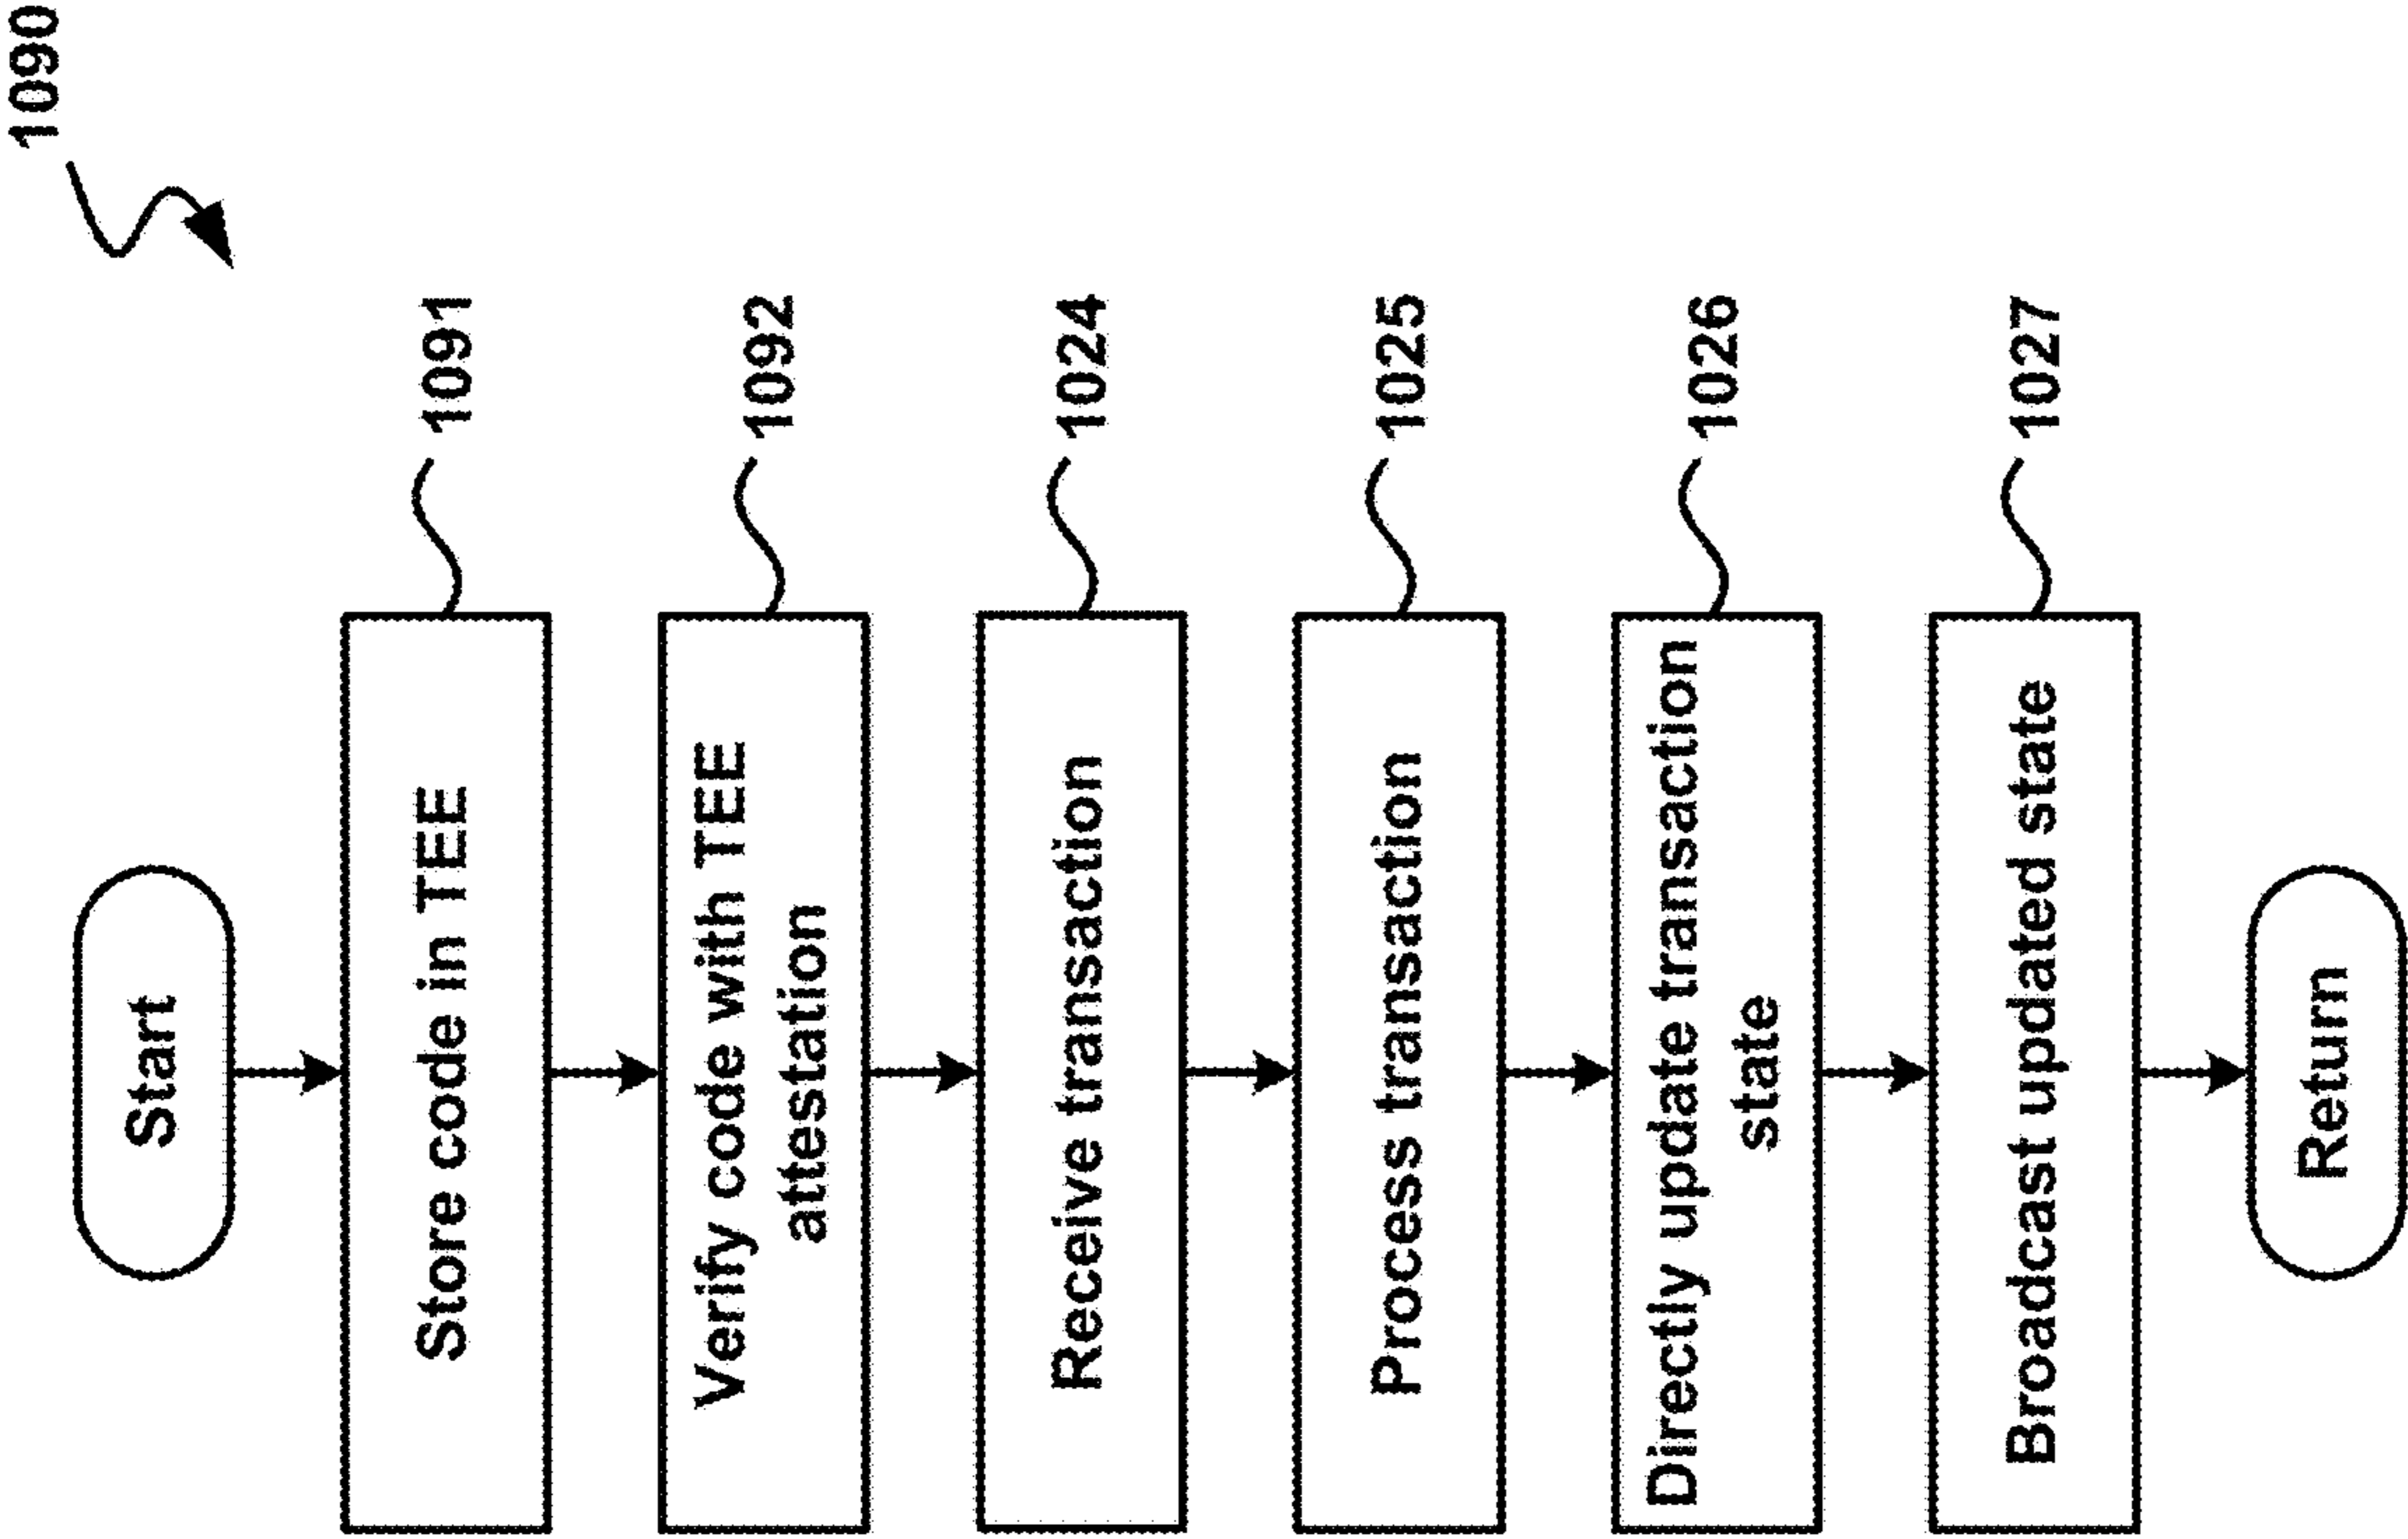 1090
Start
Store code in TEE
1091
Verify code with TEE
attestation
1092
Receive transaction
1024
Process transaction
1025
Directly update transaction
state
1026
Broadcast updated state
1027
Return